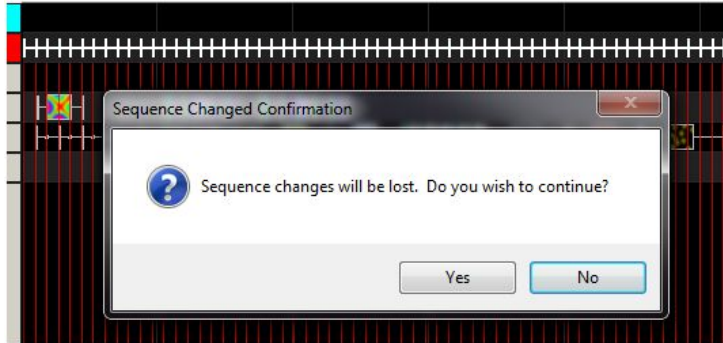 Sequence Changed Confirmation
Sequence changes will be lost.  Do you wish to continue?
Yes
No